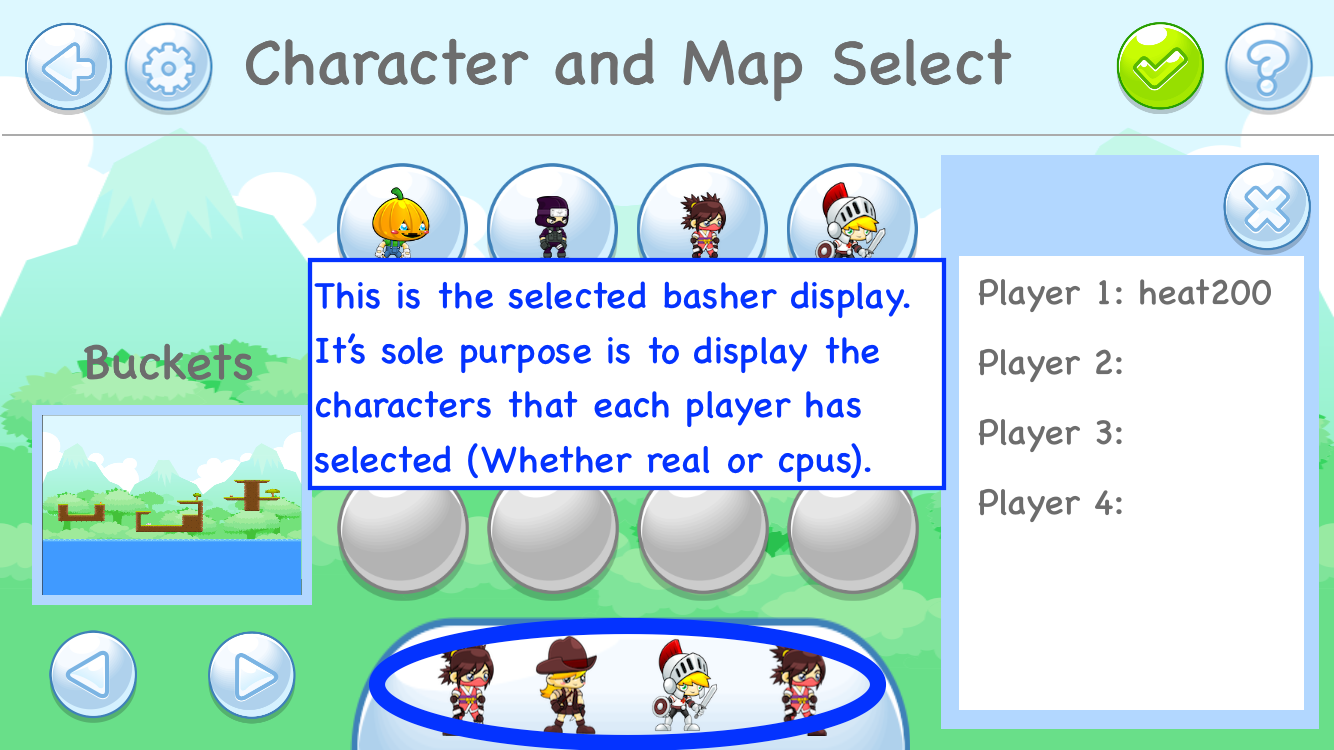 Character and Map Select
This is the selected basher display.
It's sole purpose is to display the
characters that each player has
selected (Whether real or cpus).
Buckets
Player 1: heat200
Player 2:
Player 3:
Player 4: